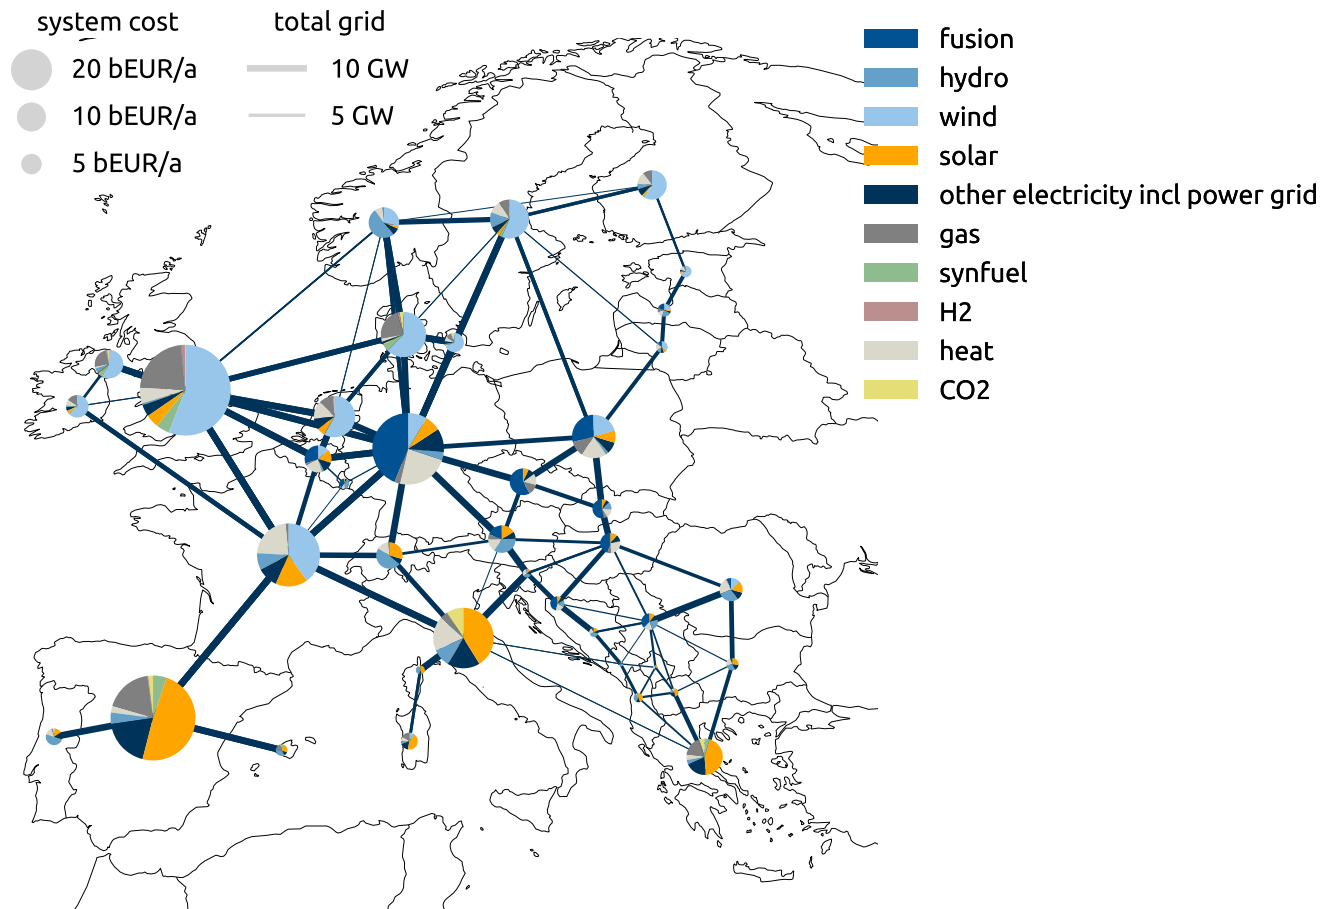 system cost
20 bEUR/a
10 bEUR/a
5 bEUR/a
total grid
10 GW
5 GW
fusion
hydro
wind
solar
other electricity incl power grid
gas
synfuel
H2
heat
CO2